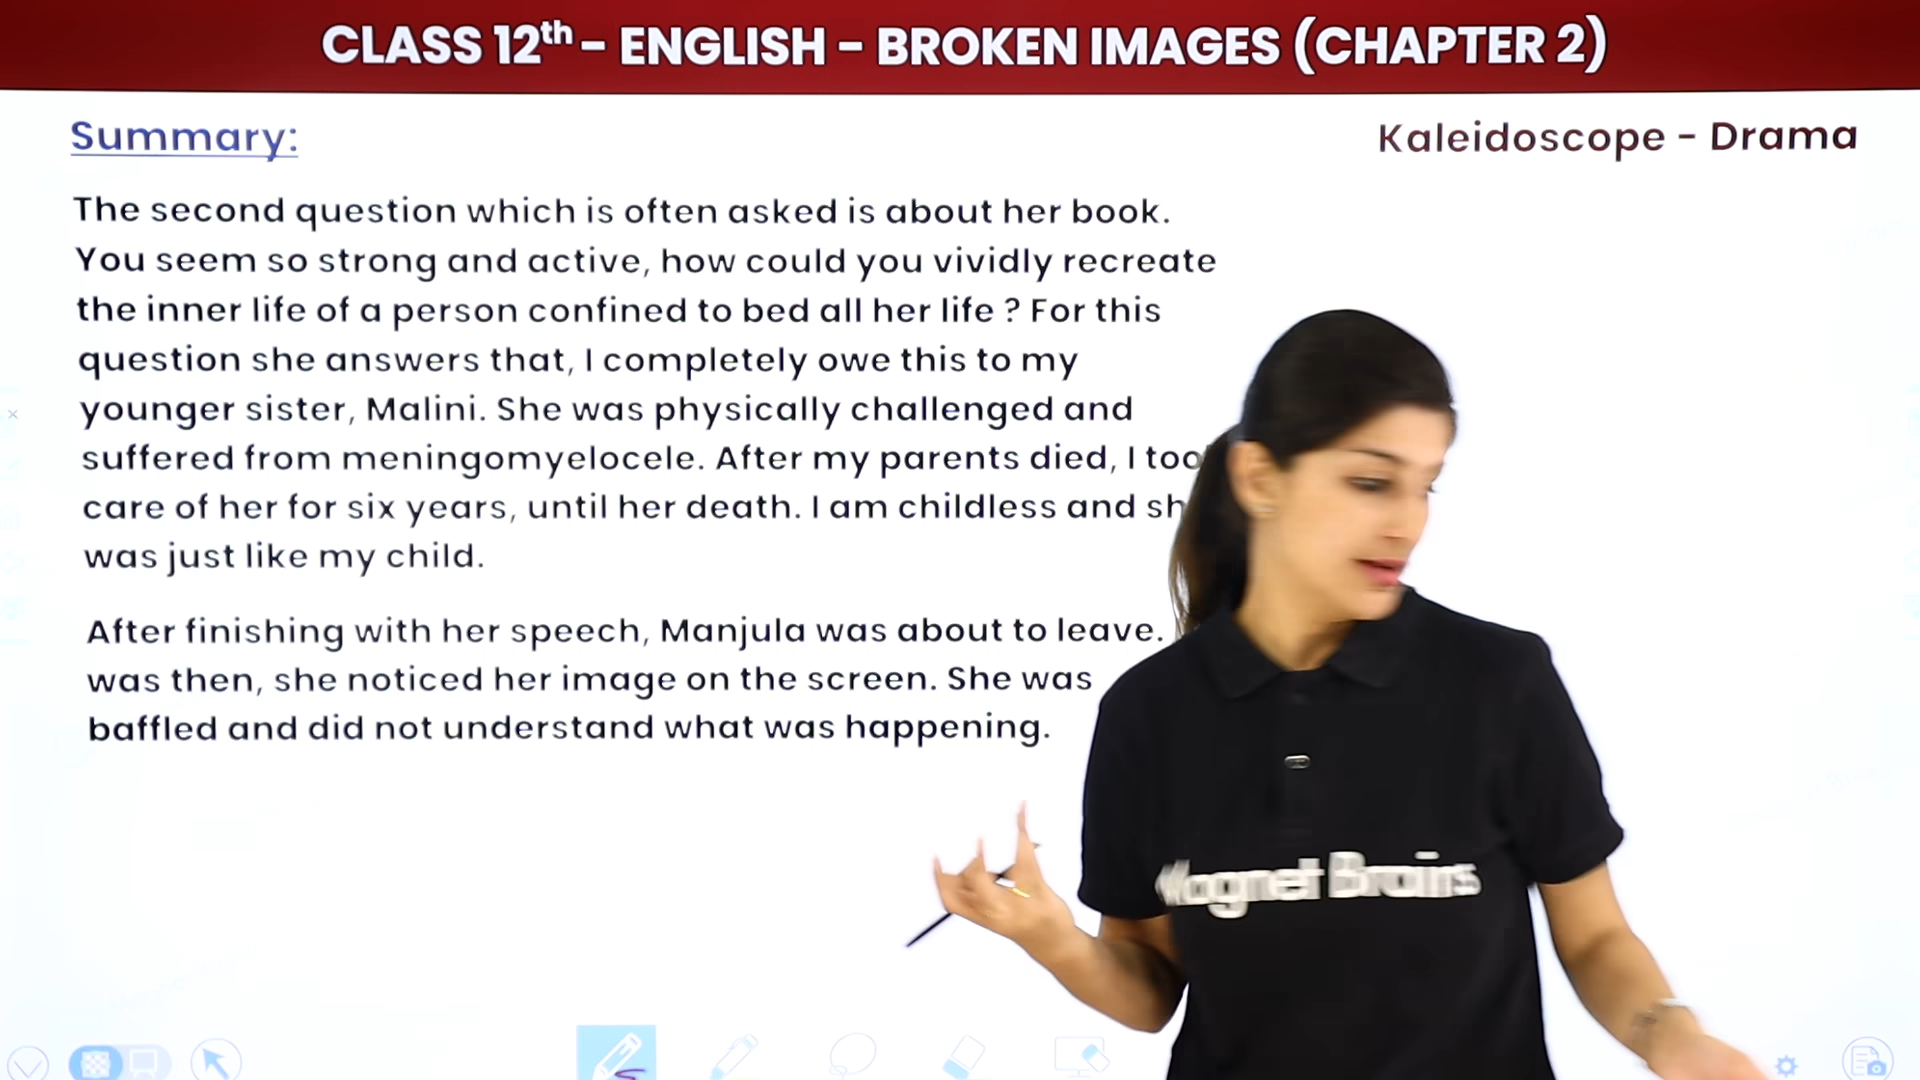 CLASS 12th - ENGLISH - BROKEN IMAGES (CHAPTER 2)
Summary:
Kaleidoscope - Drama
The second question which is often asked is about her book.
You seem so strong and active, how could you vividly recreate
the inner life of a person confined to bed all her life ? For this
question she answers that, I completely owe this to my
younger sister, Malini. She was physically challenged and
suffered from meningomyelocele. After my parents died, I too
care of her for six years, until her death. I am childless and sh
was just like my child.
After finishing with her speech, Manjula was about to leave.
was then, she noticed her image on the screen. She was
baffled and did not understand what was happening.
Magnet Brains